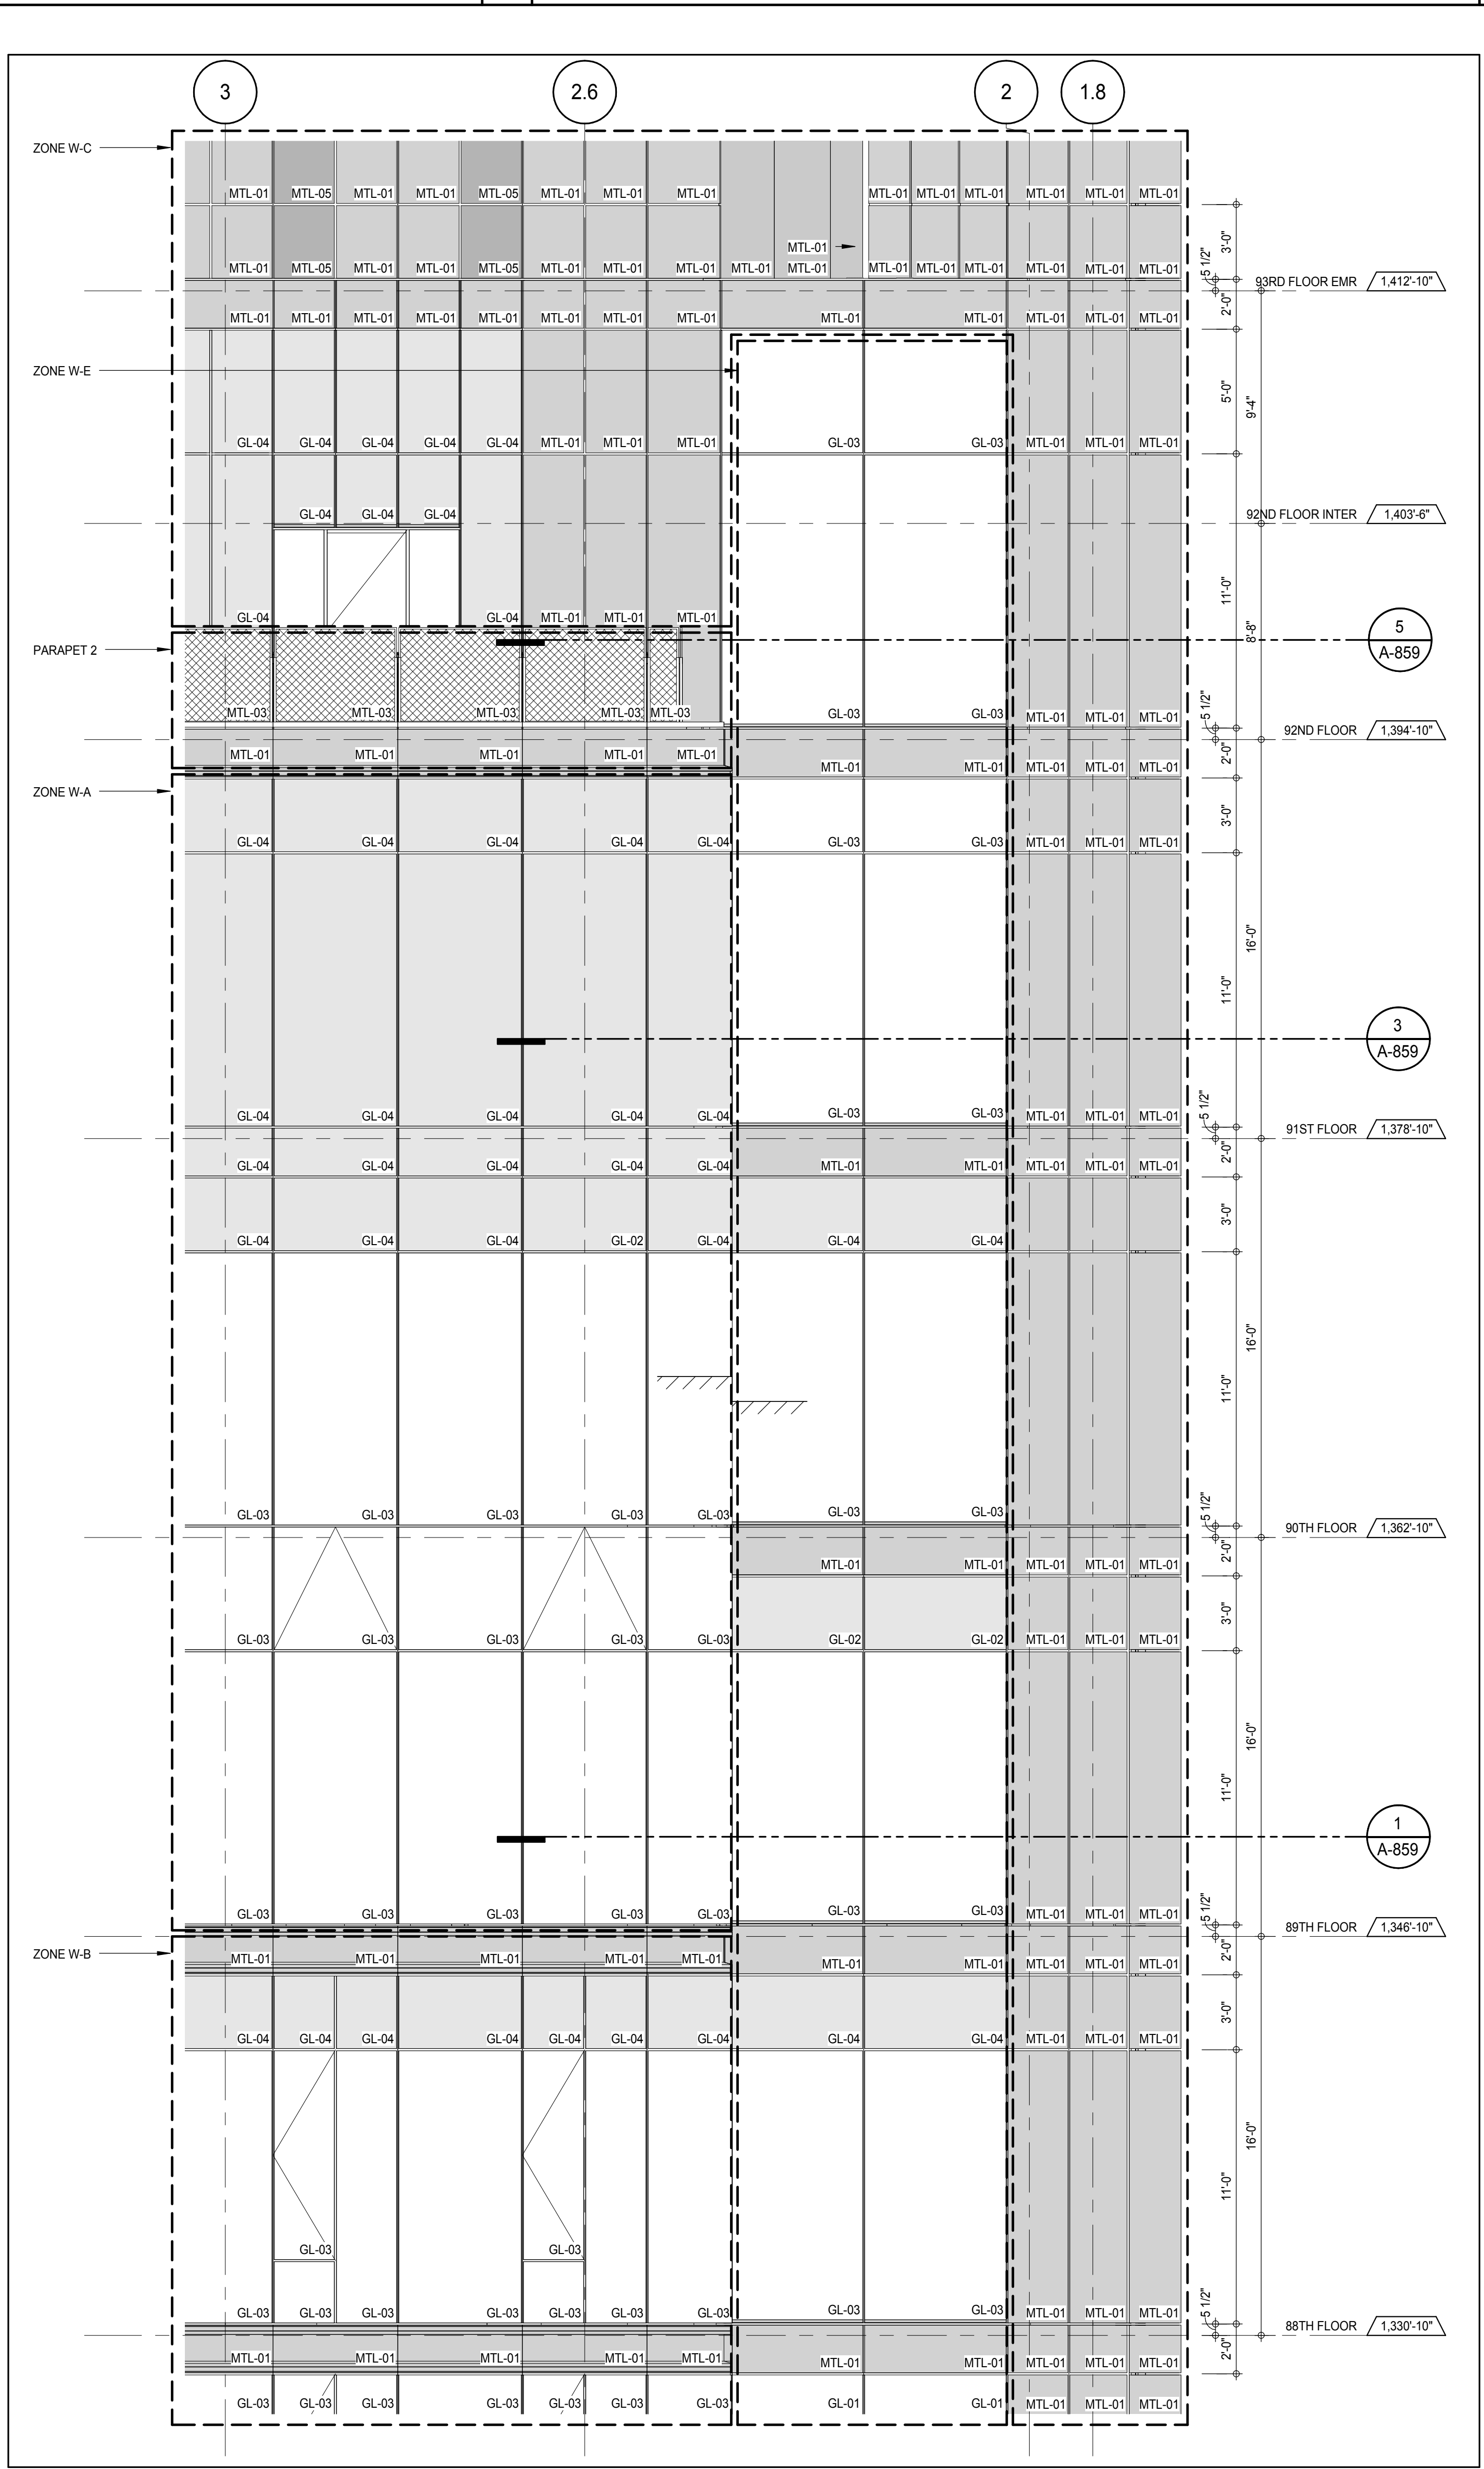 3 2.6 2 1.8
ZONE W-C
MTL-01 MTL-05 MTL-01 MTL-01 MTL-05 MTL-01 MTL-01 MTL-01 MTL-01 MTL-01 MTL-01 MTL-01 MTL-01 MTL-01
3'-0"
MTL-01
MTL-01 MTL-05 MTL-01 MTL-01 MTL-05 MTL-01 MTL-01 MTL-01 MTL-01 MTL-01 MTL-01 MTL-01 MTL-01 MTL-01 MTL-01 MTL-01
5 1/2"
93RD FLOOR EMR 1,412'-10"
2'-0"
MTL-01 MTL-01 MTL-01 MTL-01 MTL-01 MTL-01 MTL-01 MTL-01 MTL-01 MTL-01 MTL-01 MTL-01 MTL-01
ZONE W-E
5'-0"
9'-4"
GL-04 GL-04 GL-04 GL-04 GL-04 MTL-01 MTL-01 MTL-01 GL-03 GL-03 MTL-01 MTL-01 MTL-01
GL-04 GL-04 GL-04
92ND FLOOR INTER 1,403'-6"
11'-0"
GL-04 GL-04 MTL-01 MTL-01 MTL-01
8'-8"
5
A-859
PARAPET 2
MTL-03 MTL-03 MTL-03 MTL-03 MTL-03 GL-03 GL-03 MTL-01 MTL-01 MTL-01
5 1/2"
92ND FLOOR 1,394'-10"
2'-0"
MTL-01 MTL-01 MTL-01 MTL-01 MTL-01 MTL-01 MTL-01 MTL-01 MTL-01 MTL-01
ZONE W-A
3'-0"
GL-04 GL-04 GL-04 GL-04 GL-04 GL-03 GL-03 MTL-01 MTL-01 MTL-01
16'-0"
11'-0"
3
A-859
GL-04 GL-04 GL-04 GL-04 GL-04 GL-03 GL-03 MTL-01 MTL-01 MTL-01
5 1/2"
91ST FLOOR 1,378'-10"
2'-0"
GL-04 GL-04 GL-04 GL-04 GL-04 MTL-01 MTL-01 MTL-01 MTL-01 MTL-01
3'-0"
GL-04 GL-04 GL-04 GL-02 GL-04 GL-04 GL-04
16'-0"
11'-0"
GL-03 GL-03 GL-03 GL-03 GL-03 GL-03 GL-03
5 1/2"
90TH FLOOR 1,362'-10"
2'-0"
MTL-01 MTL-01 MTL-01 MTL-01 MTL-01
3'-0"
GL-03 GL-03 GL-03 GL-03 GL-03 GL-02 GL-02 MTL-01 MTL-01 MTL-01
16'-0"
11'-0"
1
A-859
GL-03 GL-03 GL-03 GL-03 GL-03 GL-03 GL-03 MTL-01 MTL-01 MTL-01
5 1/2"
89TH FLOOR 1,346'-10"
2'-0"
ZONE W-B
MTL-01 MTL-01 MTL-01 MTL-01 MTL-01 MTL-01 MTL-01 MTL-01 MTL-01 MTL-01
3'-0"
GL-04 GL-04 GL-04 GL-04 GL-04 GL-04 GL-04 GL-04 GL-04 MTL-01 MTL-01 MTL-01
16'-0"
11'-0"
GL-03 GL-03
GL-03 GL-03 GL-03 GL-03 GL-03 GL-03 GL-03 GL-03 GL-03 MTL-01 MTL-01 MTL-01
5 1/2"
88TH FLOOR 1,330'-10"
2'-0"
MTL-01 MTL-01 MTL-01 MTL-01 MTL-01 MTL-01 MTL-01 MTL-01 MTL-01 MTL-01
GL-03 GL-03 GL-03 GL-03 GL-03 GL-03 GL-03 GL-01 GL-01 MTL-01 MTL-01 MTL-01